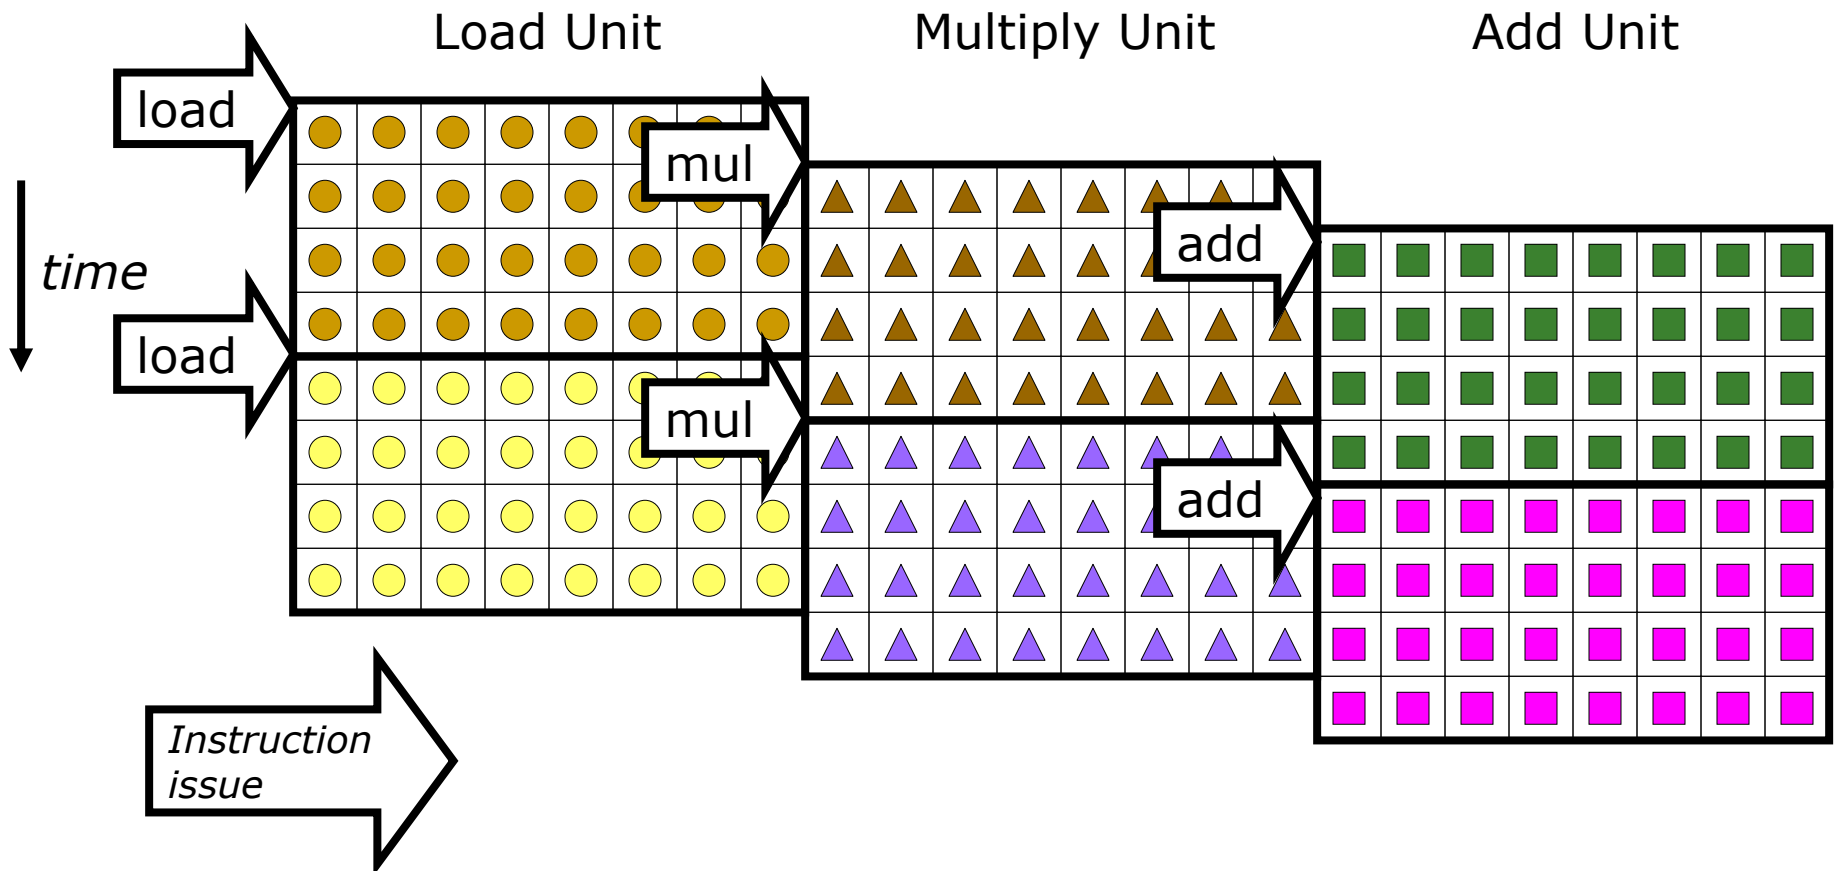 Load Unit
Multiply Unit
Add Unit
load
mul
add
time
load
mul
add
Instruction
issue